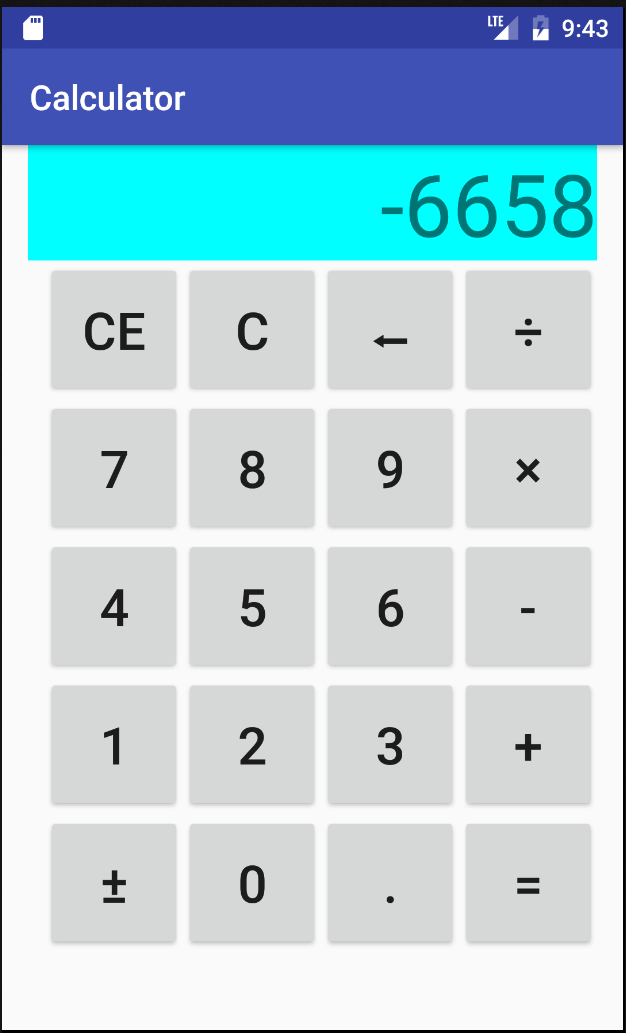 LTE 9:43
Calculator
-6658
CE C ← ÷
7 8 9 ×
4 5 6 -
1 2 3 +
± 0 . =